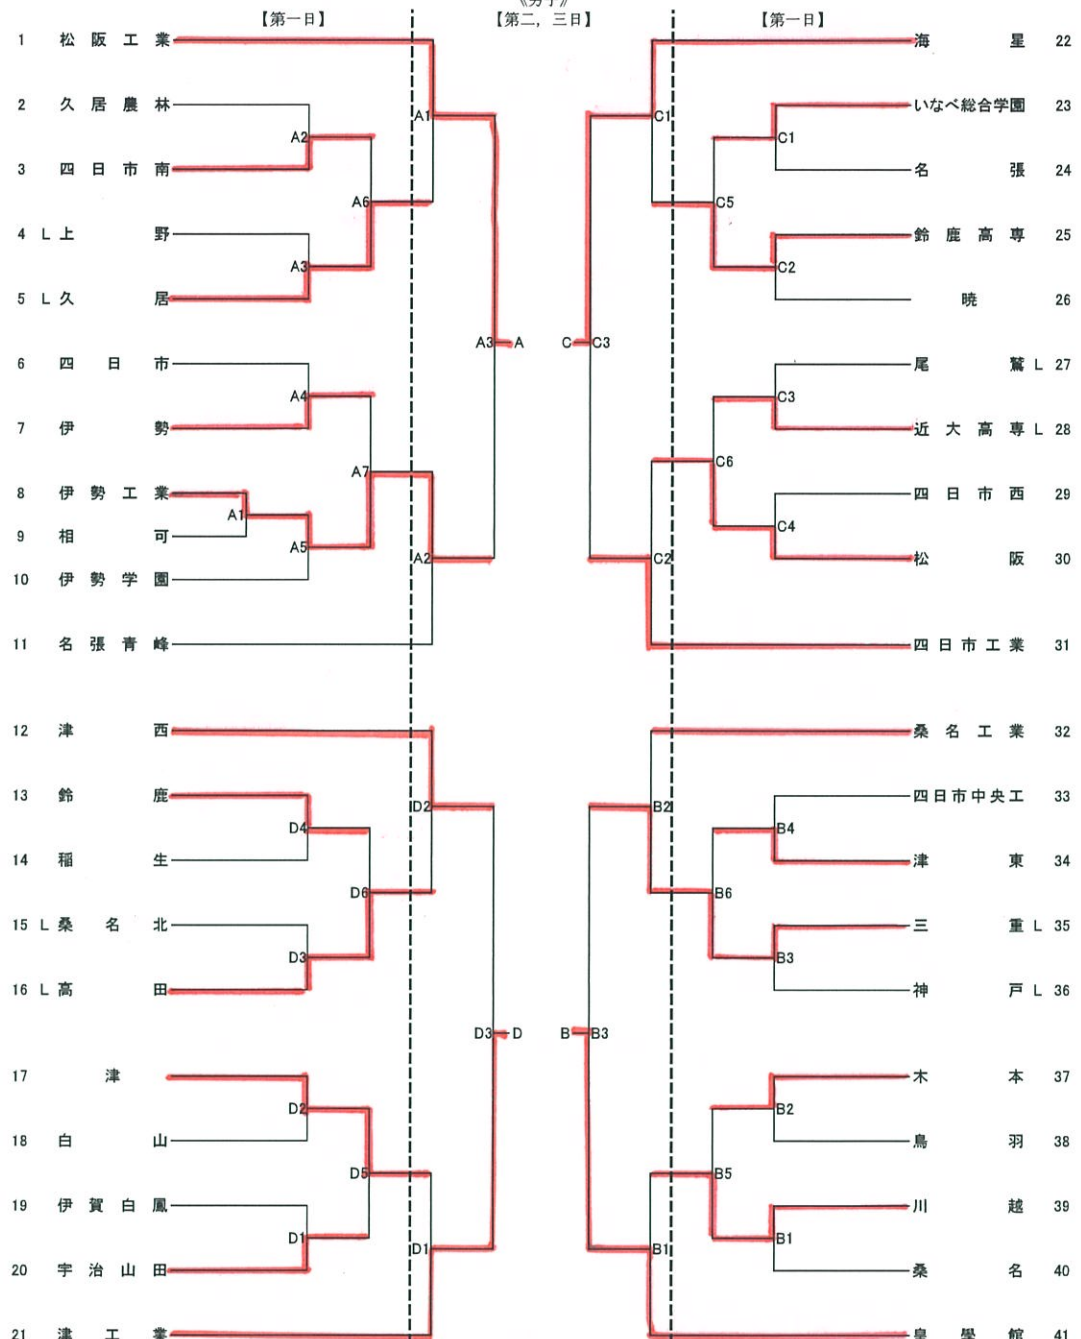 《男子》
【第一日】 【第二，三日】 【第一日】
1 松阪工業 海星 22
2 久居農林 いなべ総合学園 23
A1 C1
A2 C1
3 四日市南 名張 24
A6 C5
4 L 上野 鈴鹿高専 25
A3 C2
5 L 久居 暁 26
A3 A C C3
6 四日市 尾鷲 L 27
A4 C3
7 伊勢 近大高専 L 28
A7 C6
8 伊勢工業 四日市西 29
A1 C4
9 相可
A5
A2 C2
松阪 30
10 伊勢学園
11 名張青峰 四日市工業 31
12 津西 桑名工業 32
13 鈴鹿 四日市中央工 33
D2 B2
D4 B4
14 稲生 津東 34
D6 B6
15 L 桑名北 三重 L 35
D3 B3
16 L 高田 神戸 L 36
D3 D B B3
17 津 木本 37
D2 B2
18 白山 鳥羽 38
D5 B5
19 伊賀白鳳 川越 39
D1 B1
D1 B1
20 宇治山田 桑名 40
21 津工業 皇學館 41